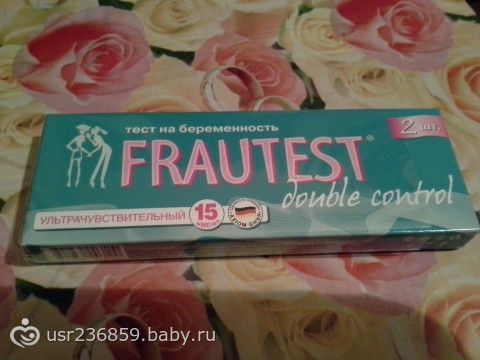 тест на беременность
2 шт.
FRAUTEST®
double control
УЛЬТРАЧУВСТВИТЕЛЬНЫЙ
15
usr236859.baby.ru